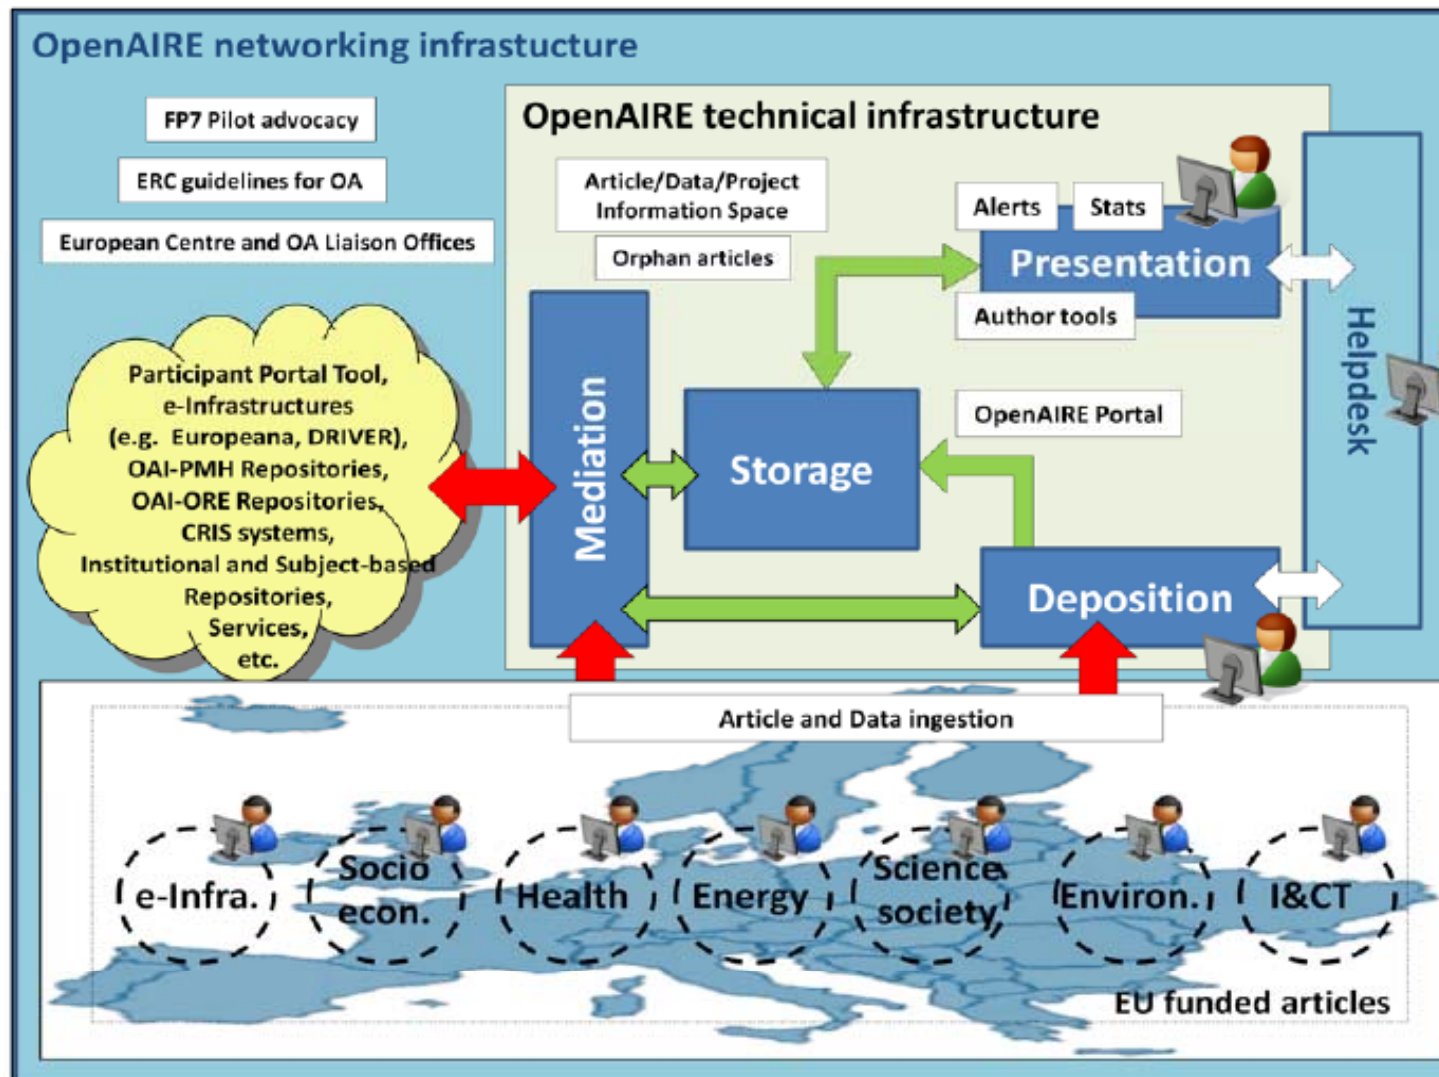 OpenAIRE networking infrastucture
FP7 Pilot advocacy
ERC guidelines for OA
European Centre and OA Liaison Offices
OpenAIRE technical infrastructure
Article/Data/Project
Information Space
Orphan articles
Alerts
Stats
Presentation
Author tools
Helpdesk
Participant Portal Tool,
e-Infrastructures
(e.g. Europeana, DRIVER),
OAI-PMH Repositories,
OAI-ORE Repositories,
CRIS systems,
Institutional and Subject-based
Repositories,
Services,
etc.
Mediation
Storage
OpenAIRE Portal
Deposition
Article and Data ingestion
e-Infra.
Socio
econ.
Health
Energy
Science
society
Environ.
I&CT
EU funded articles